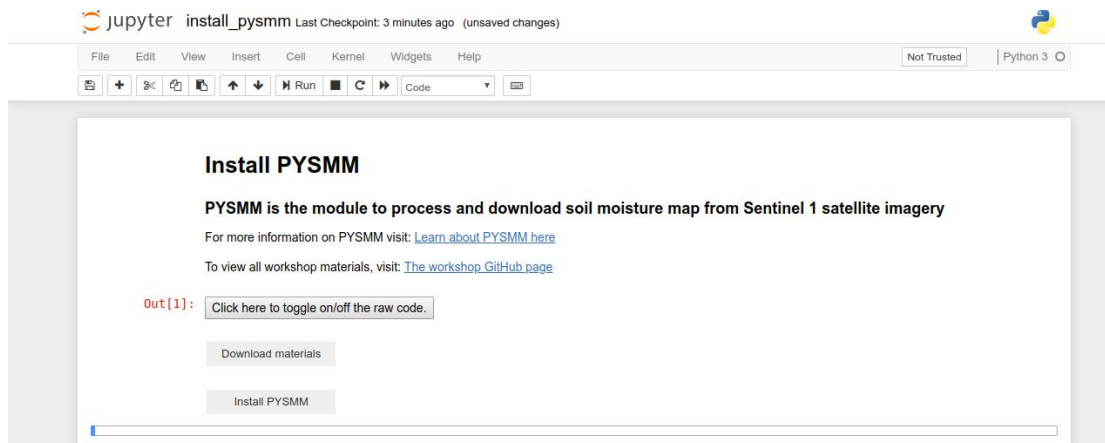 jupyter install_pysmm Last Checkpoint: 3 minutes ago (unsaved changes)
File Edit View Insert Cell Kernel Widgets Help Not Trusted Python 3
Run Code
Install PYSMM
PYSMM is the module to process and download soil moisture map from Sentinel 1 satellite imagery
For more information on PYSMM visit: Learn about PYSMM here
To view all workshop materials, visit: The workshop GitHub page
Out[1]: Click here to toggle on/off the raw code.
Download materials
Install PYSMM